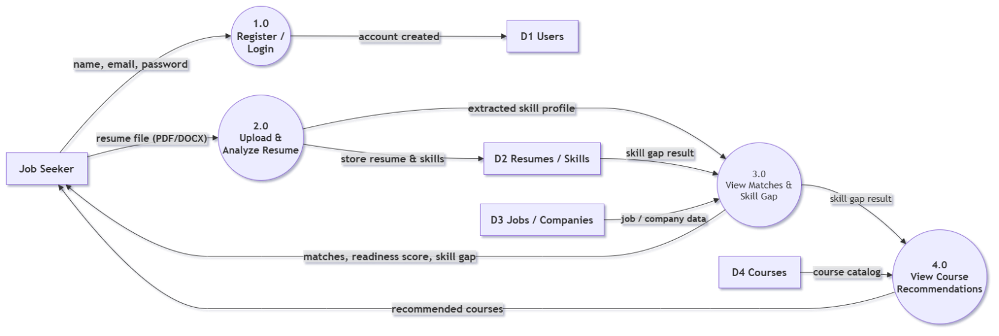 1.0
Register /
Login
account created
D1 Users
name, email, password
2.0
Upload &
Analyze Resume
extracted skill profile
resume file (PDF/DOCX)
store resume & skills
D2 Resumes / Skills
skill gap result
Job Seeker
3.0
View Matches &
Skill Gap
skill gap result
D3 Jobs / Companies
job / company data
matches, readiness score, skill gap
D4 Courses
course catalog
4.0
View Course
Recommendations
recommended courses